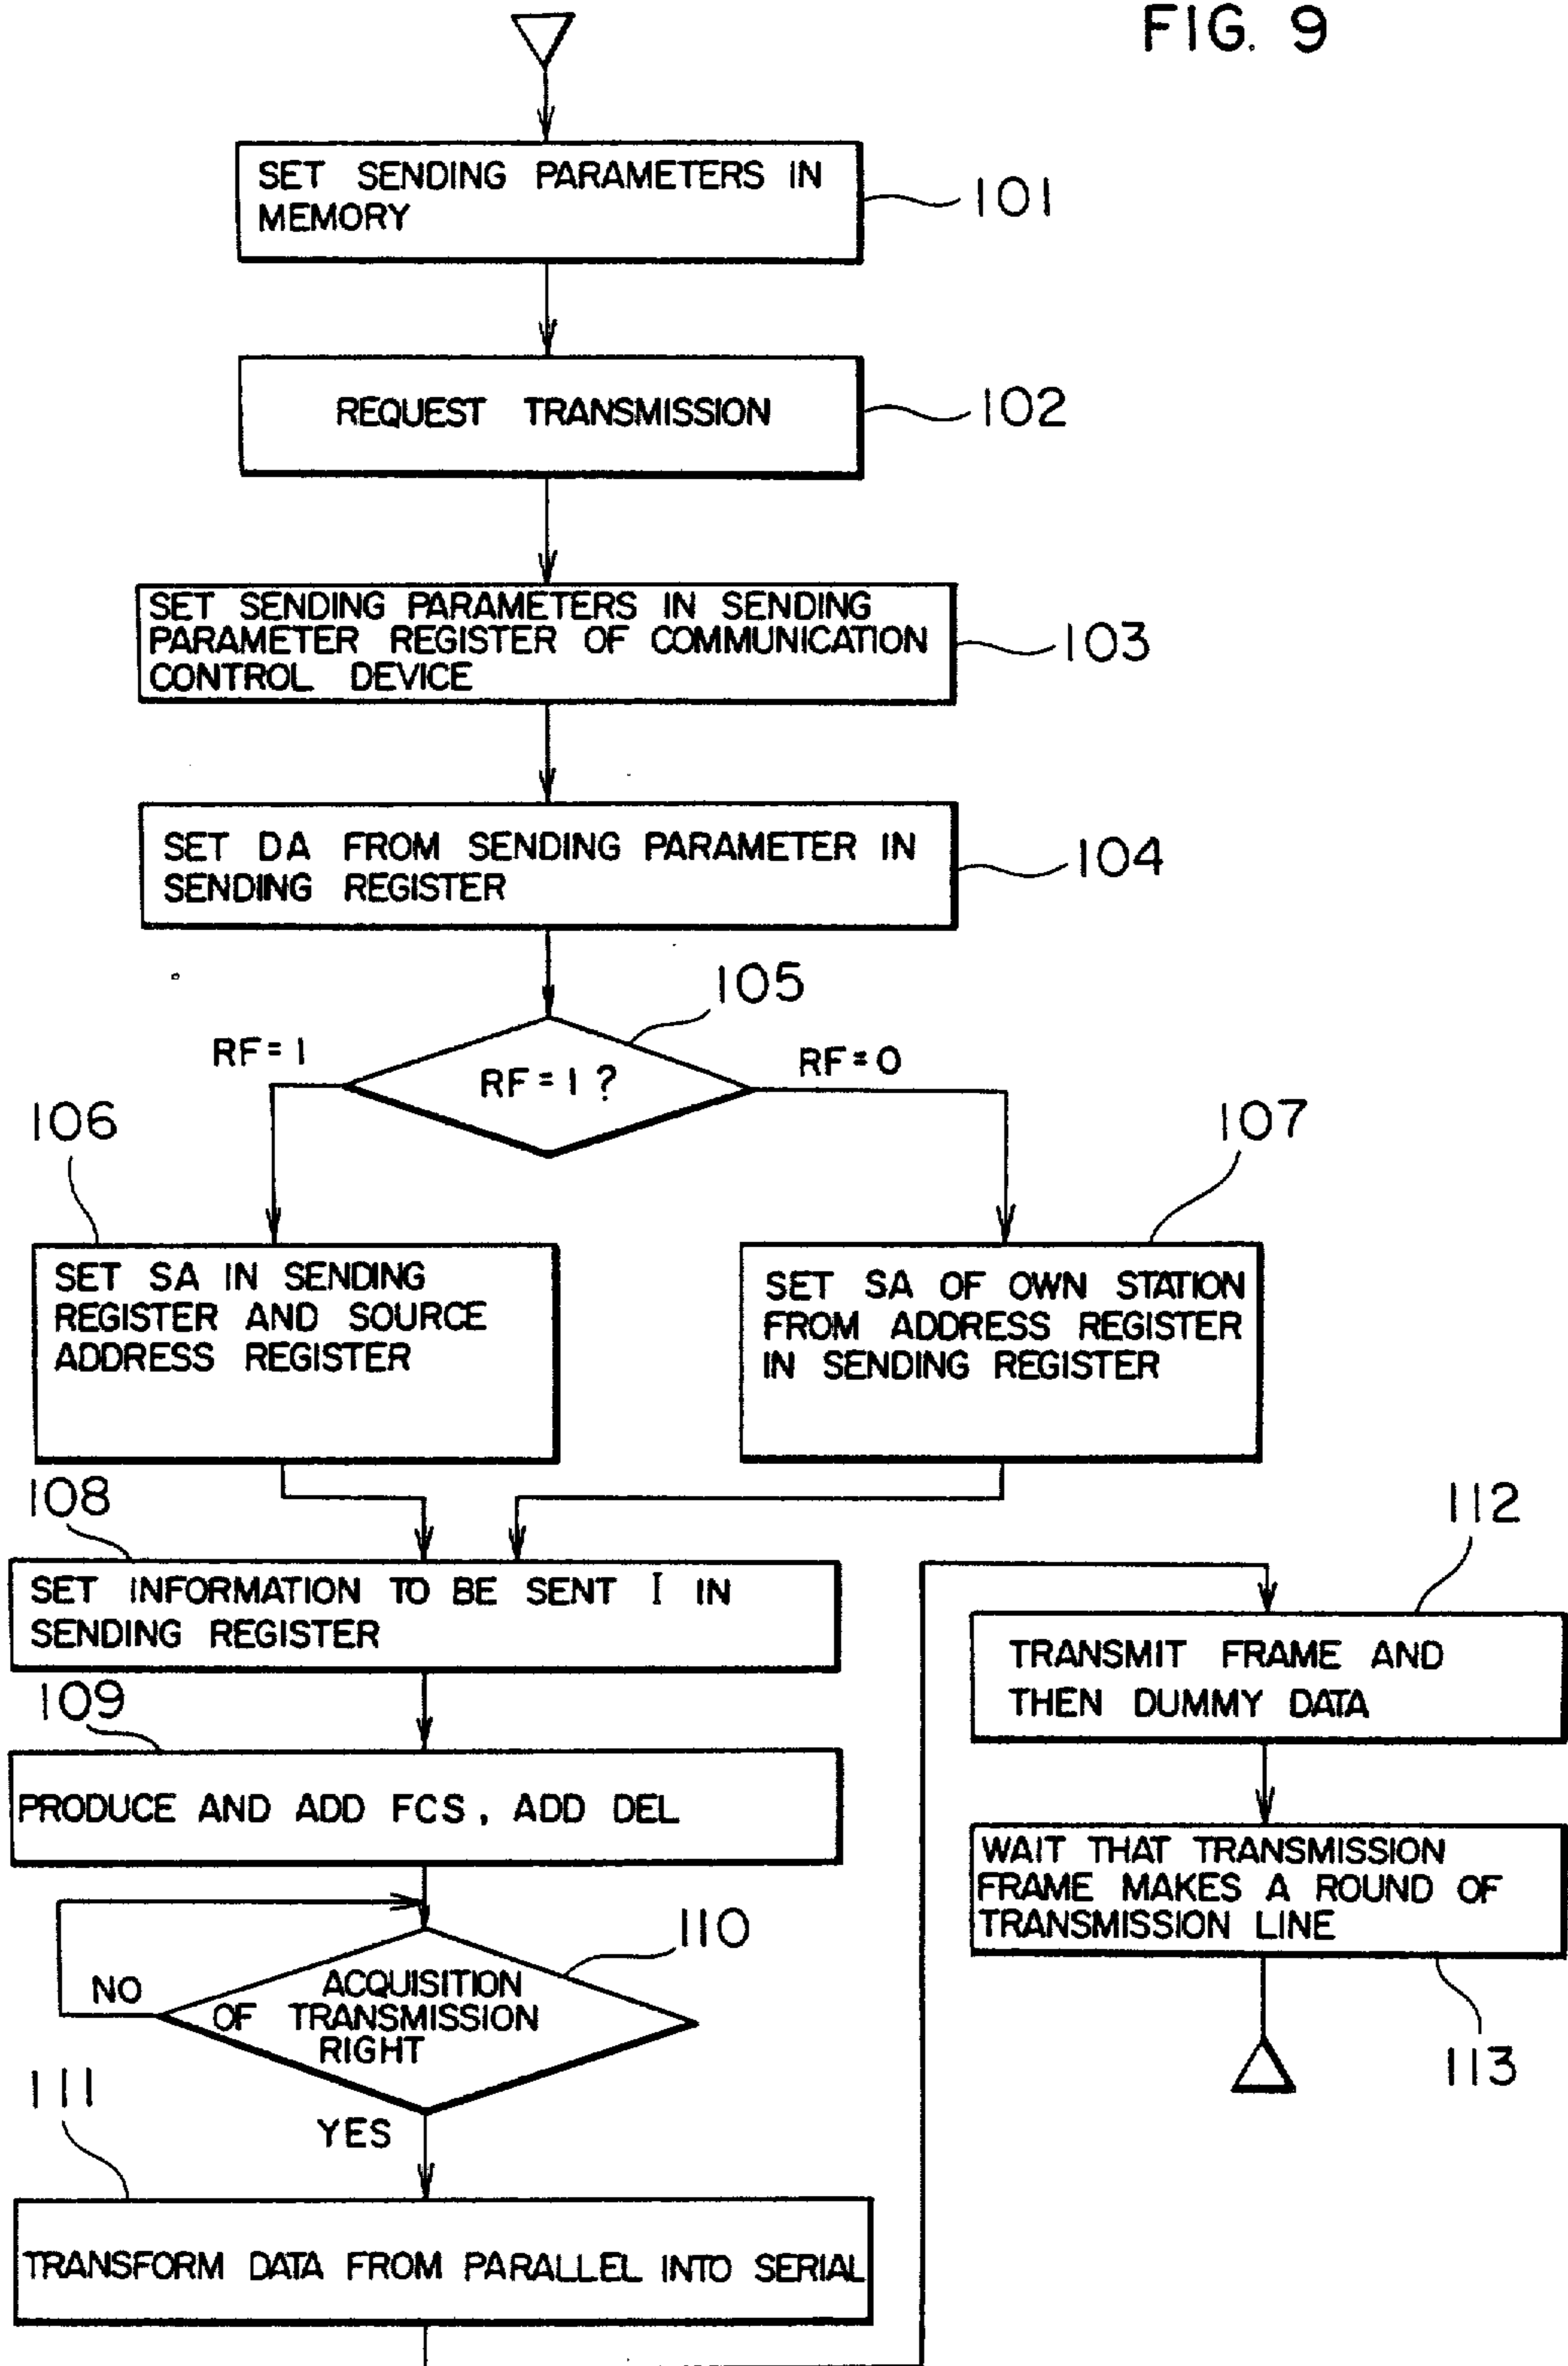 FIG. 9
SET SENDING PARAMETERS IN
MEMORY
101
REQUEST TRANSMISSION
102
SET SENDING PARAMETERS IN SENDING
PARAMETER REGISTER OF COMMUNICATION
CONTROL DEVICE
103
SET DA FROM SENDING PARAMETER IN
SENDING REGISTER
104
105
RF=1
RF=1?
RF=0
106
107
SET SA IN SENDING
REGISTER AND SOURCE
ADDRESS REGISTER
SET SA OF OWN STATION
FROM ADDRESS REGISTER
IN SENDING REGISTER
108
SET INFORMATION TO BE SENT I IN
SENDING REGISTER
109
PRODUCE AND ADD FCS, ADD DEL
110
NO
ACQUISITION
OF TRANSMISSION
RIGHT
YES
111
TRANSFORM DATA FROM PARALLEL INTO SERIAL
112
TRANSMIT FRAME AND
THEN DUMMY DATA
WAIT THAT TRANSMISSION
FRAME MAKES A ROUND OF
TRANSMISSION LINE
113